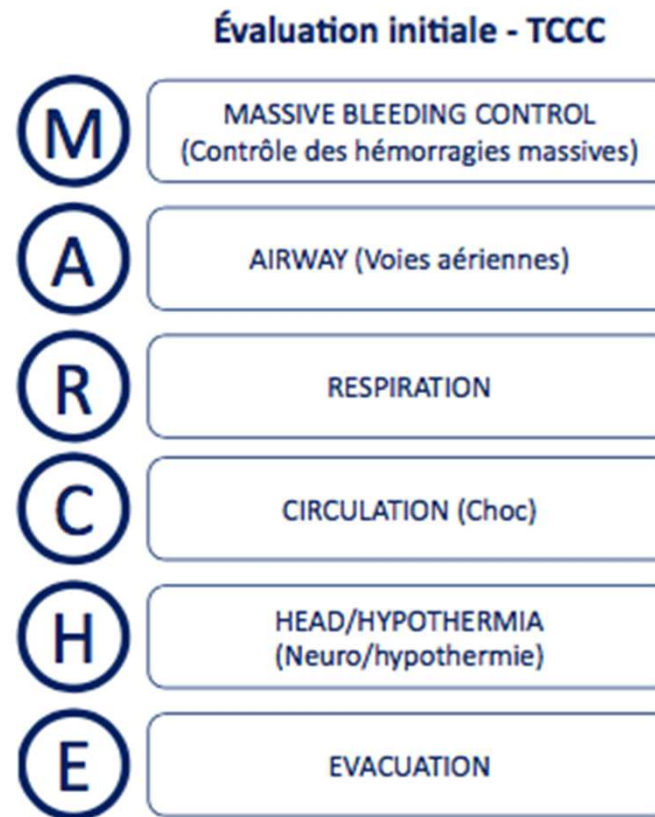 Évaluation initiale - TCCC
M
MASSIVE BLEEDING CONTROL
(Contrôle des hémorragies massives)
A
AIRWAY (Voies aériennes)
R
RESPIRATION
C
CIRCULATION (Choc)
H
HEAD/HYPOTHERMIA
(Neuro/hypothermie)
E
EVACUATION